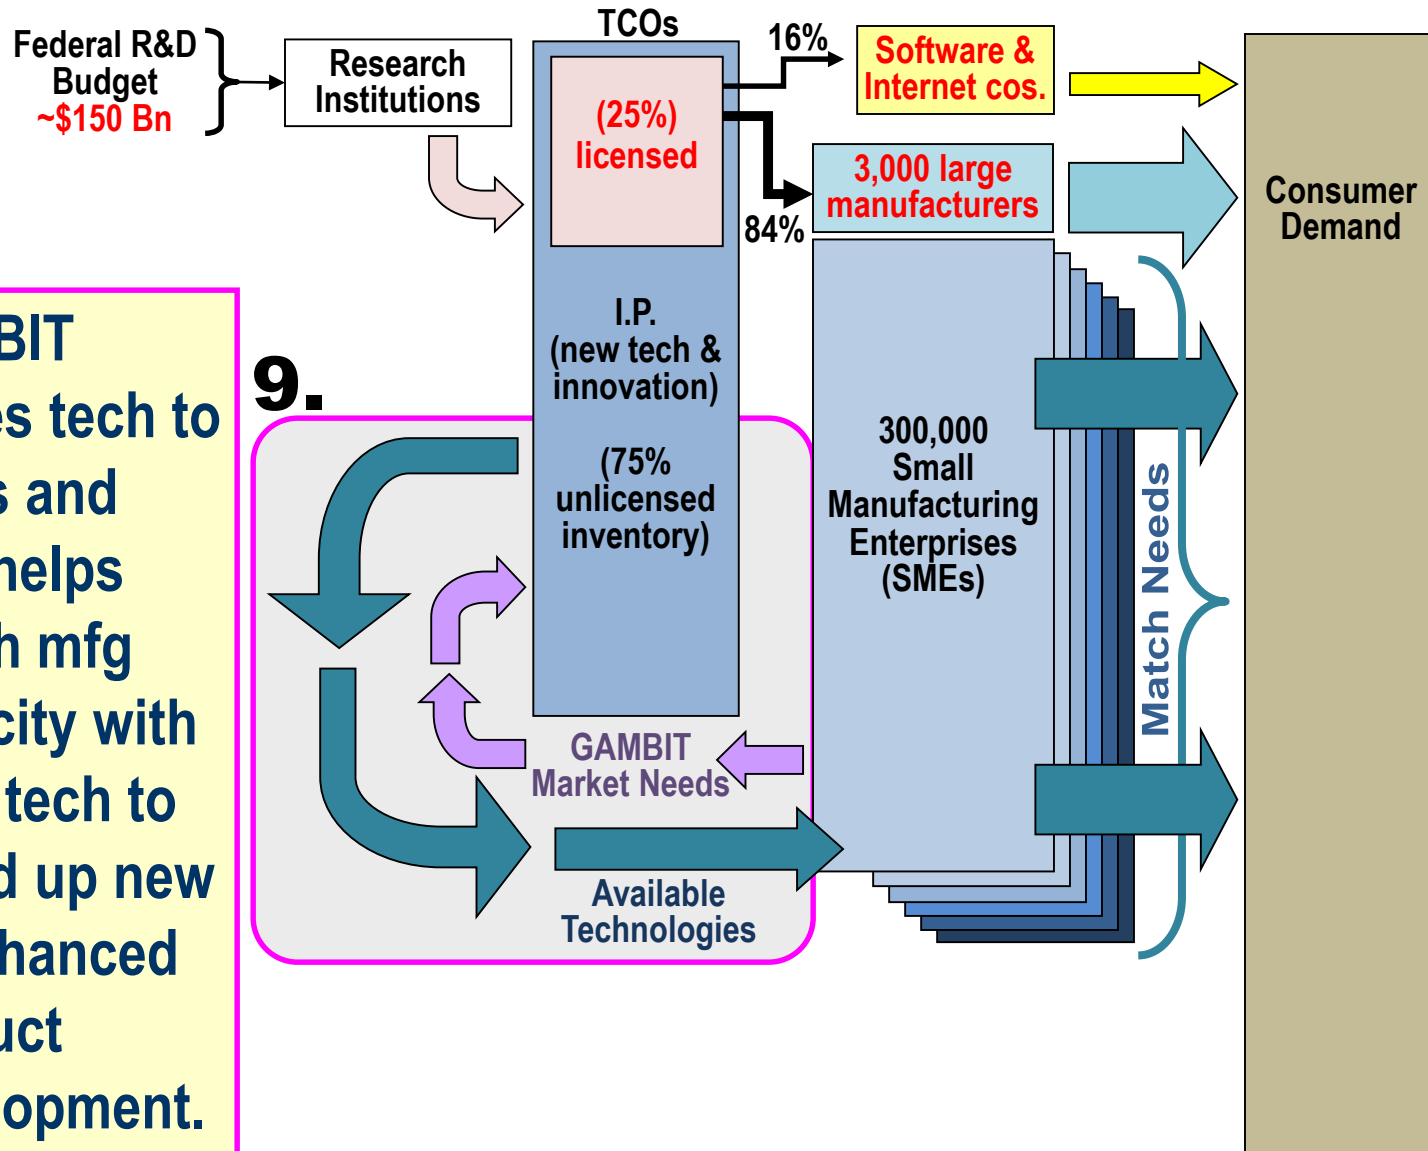 TCOs
Federal R&D
Budget
~$150 Bn
Research
Institutions
(25%)
licensed
16%
84%
Software &
Internet cos.
3,000 large
manufacturers
Consumer
Demand
I.P.
(new tech &
innovation)
(75%
unlicensed
inventory)
300,000
Small
Manufacturing
Enterprises
(SMEs)
Match Needs
9.
GAMBIT
Market Needs
Available
Technologies
BIT
es tech to
s and
helps
h mfg
city with
tech to
d up new
hanced
uct
opment.